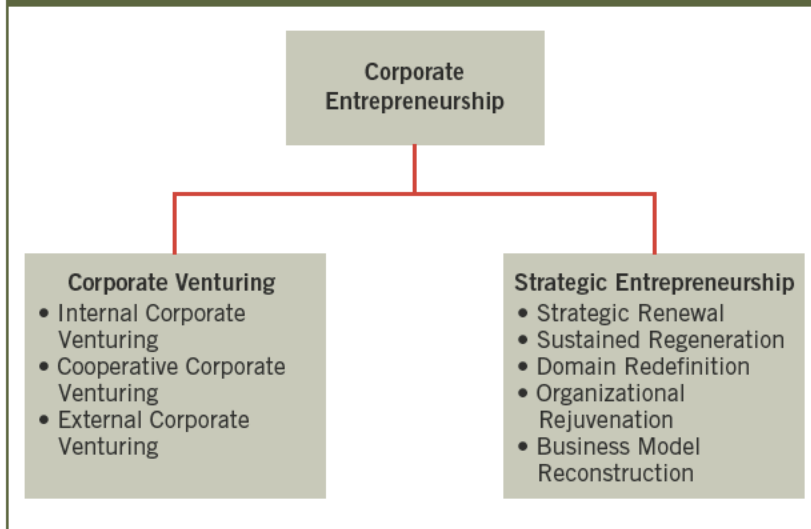 Corporate
Entrepreneurship
Corporate Venturing
• Internal Corporate
Venturing
• Cooperative Corporate
Venturing
• External Corporate
Venturing
Strategic Entrepreneurship
• Strategic Renewal
• Sustained Regeneration
• Domain Redefinition
• Organizational
Rejuvenation
• Business Model
Reconstruction